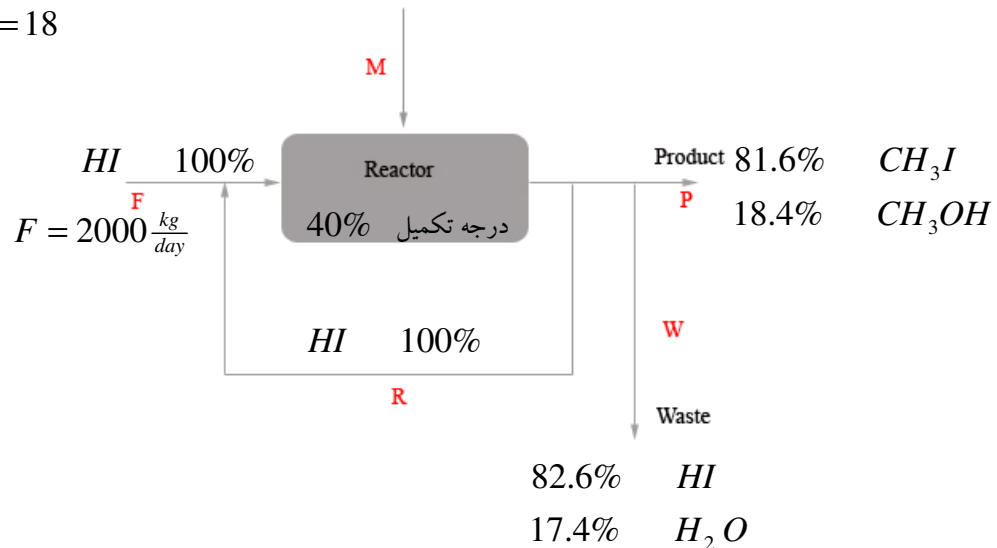 =18
M
HI 100%
F
F = 2000 kg/day
Reactor
40% درجه تکمیل
Product 81.6% CH₃I
P
18.4% CH₃OH
HI 100%
R
W
Waste
82.6% HI
17.4% H₂O